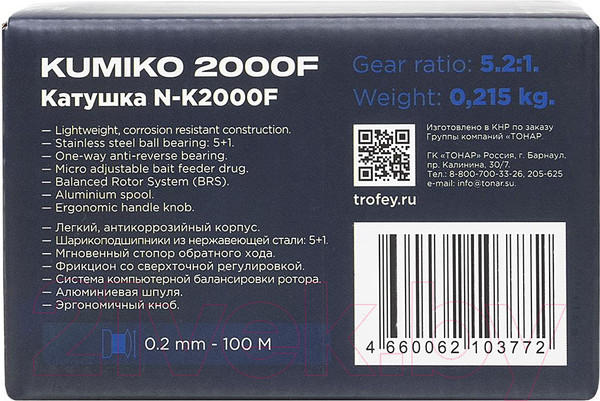 KUMIKO 2000F
Катушка N-K2000F
— Lightweight, corrosion resistant construction.
— Stainless steel ball bearing: 5+1.
— One-way anti-reverse bearing.
— Micro adjustable bait feeder drug.
— Balanced Rotor System (BRS).
— Aluminium spool.
— Ergonomic handle knob.
— Легкий, антикоррозийный корпус.
— Шарикоподшипники из нержавеющей стали: 5+1.
— Мгновенный стопор обратного хода.
— Фрикцион со сверхточной регулировкой.
— Система компьютерной балансировки ротора.
— Алюминиевая шпуля.
— Эргономичный кноб.
0.2 mm - 100 M
Gear ratio: 5.2:1.
Weight: 0,215 kg.
Изготовлено в КНР по заказу
Группы компаний «ТОНАР.
ГК «ТОНАР» Россия, г. Барнаул,
пр. Калинина, 30/7.
Тел.: 8-800-700-33-26, 205-625
e-mail: info@tonar.su.
trofey.ru
4 660062 103772